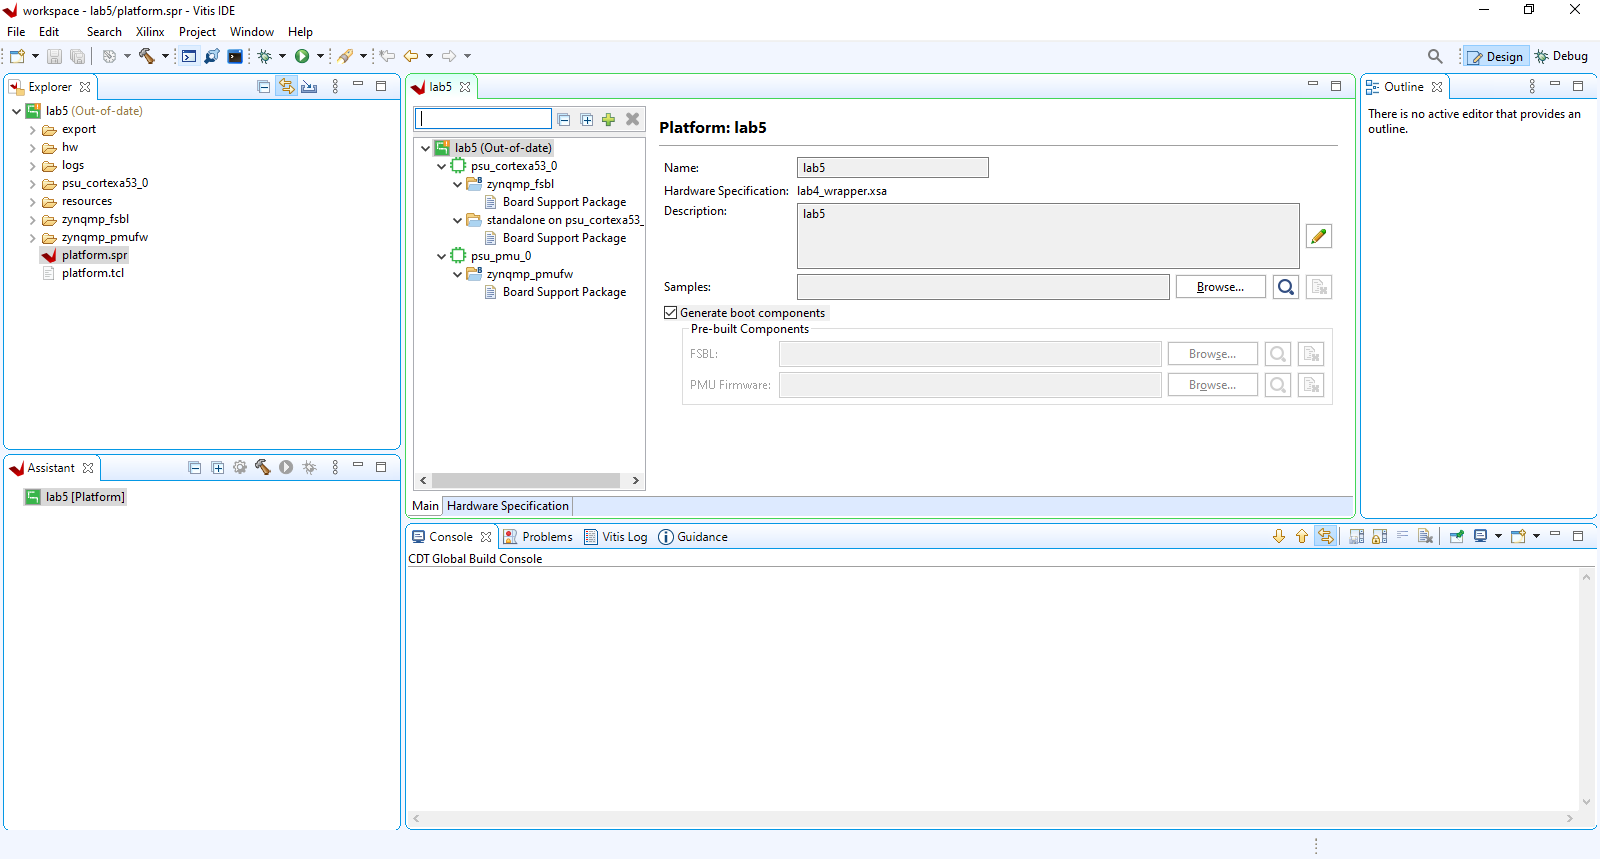 workspace - lab5/platform.spr - Vitis IDE
File Edit Search Xilinx Project Window Help
Design Debug
Explorer
lab5 (Out-of-date)
export
hw
logs
psu_cortexa53_0
resources
zynqmp_fsbl
zynqmp_pmufw
platform.spr
platform.tcl
Assistant
lab5 [Platform]
lab5
lab5 (Out-of-date)
psu_cortexa53_0
zynqmp_fsbl
Board Support Package
standalone on psu_cortexa53_
Board Support Package
psu_pmu_0
zynqmp_pmufw
Board Support Package
Platform: lab5
Name: lab5
Hardware Specification: lab4_wrapper.xsa
Description: lab5
Samples: Browse...
Generate boot components
Pre-built Components
FSBL: Browse...
PMU Firmware: Browse...
Main Hardware Specification
Outline
There is no active editor that provides an
outline.
Console Problems Vitis Log Guidance
CDT Global Build Console